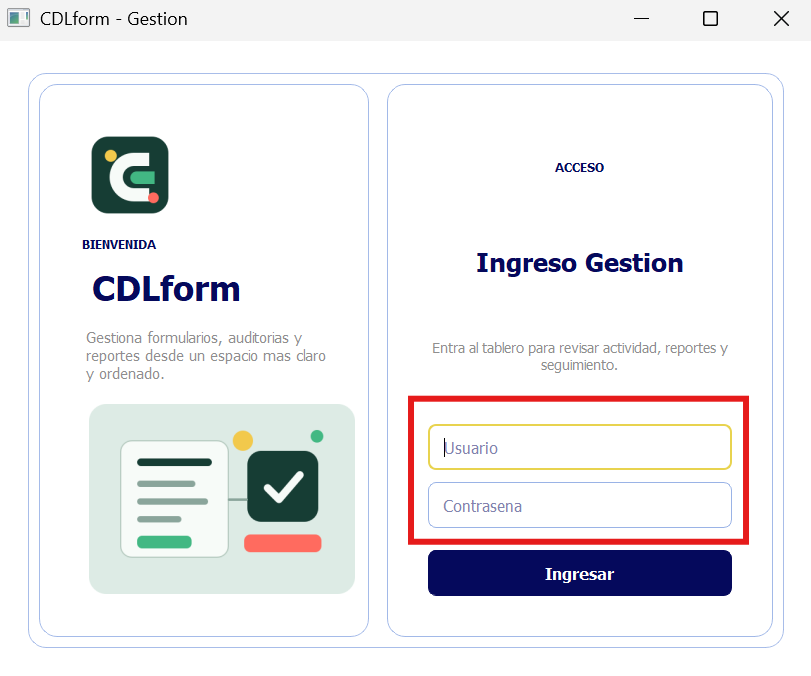 CDLform - Gestion
BIENVENIDA
CDLform
Gestiona formularios, auditorias y
reportes desde un espacio mas claro
y ordenado.
ACCESO
Ingreso Gestion
Entra al tablero para revisar actividad, reportes y
seguimiento.
Usuario
Contrasena
Ingresar